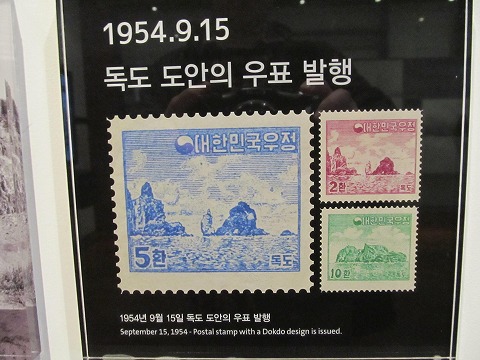 1954.9.15
독도 도안의 우표 발행
대한민국우정
5환
독도
대한민국우정
2환
독도
대한민국우정
10환
1954년 9월 15일 독도 도안의 우표 발행
September 15, 1954 - Postal stamp with a Dokdo design is issued.